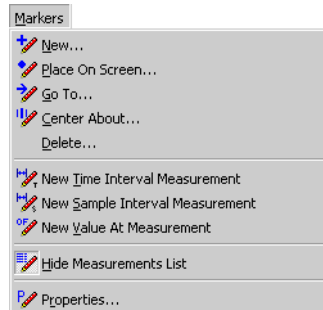 Markers
New...
Place On Screen...
Go To...
Center About...
Delete...
New Time Interval Measurement
New Sample Interval Measurement
New Value At Measurement
Hide Measurements List
Properties...